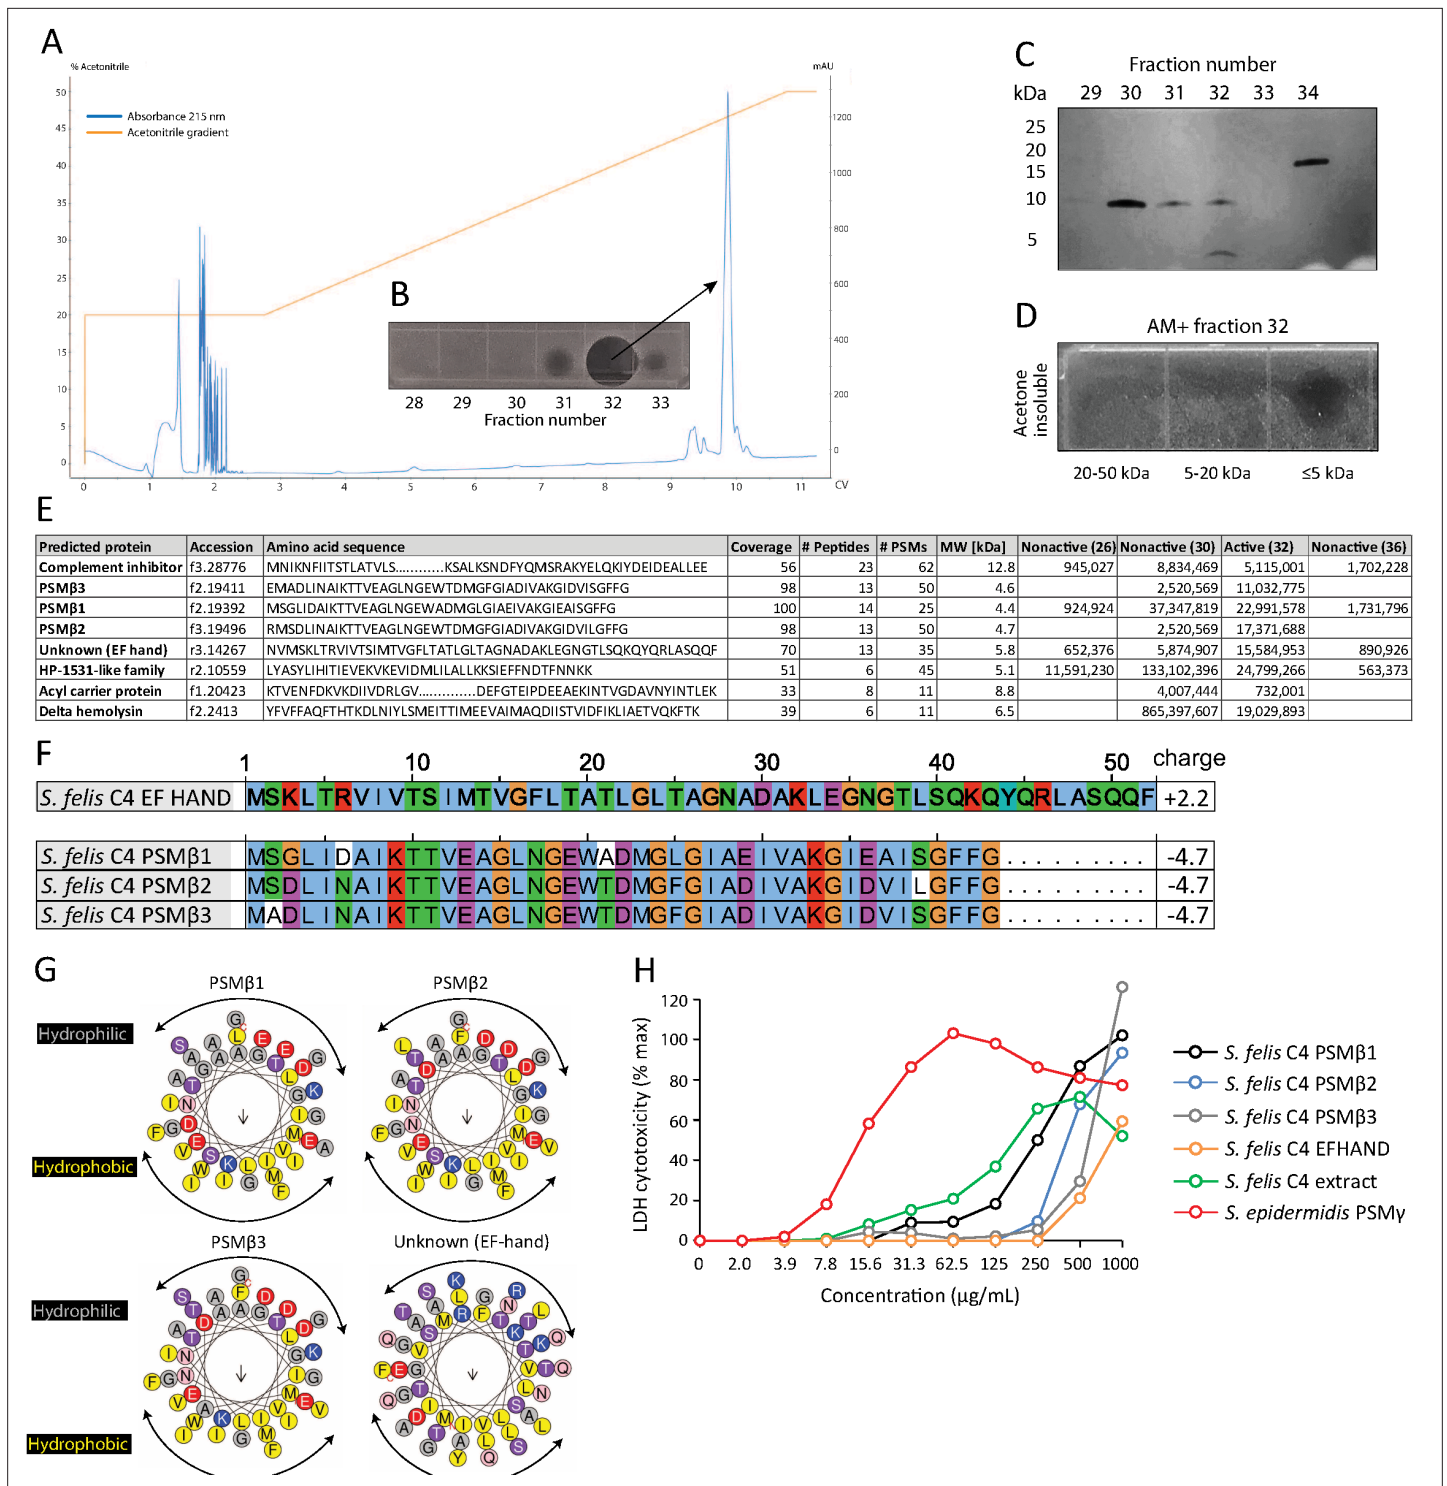 A
% Acetonitrile
mAU
50
45
40
35
30
25
20
15
10
5
0
Absorbance 215 nm
Acetonitrile gradient
1200
1000
800
600
400
200
0
0 1 2 3 4 5 6 7 8 9 10 11 CV
B
28 29 30 31 32 33
Fraction number
C
Fraction number
kDa 29 30 31 32 33 34
25
20
15
10
5
D
AM+ fraction 32
Acetone
insoluble
20-50 kDa 5-20 kDa ≤5 kDa
E
Predicted protein Accession Amino acid sequence Coverage # Peptides # PSMs MW [kDa] Nonactive (26) Nonactive (30) Active (32) Nonactive (36)
Complement inhibitor f3.28776 MNIKNFIITSTLATVLS..............KSALKSNDFYQMSRAKYELQKIYDEIDEALLEE 56 23 62 12.8 945,027 8,834,469 5,115,001 1,702,228
PSMβ3 f2.19411 EMADLINAIKTTVEAGLNGEWTDMGFGIADIVAKGIDVISGFFG 98 13 50 4.6 2,520,569 11,032,775
PSMβ1 f2.19392 MSGLIDAIKTTVEAGLNGEWADMGLGIAEIVAKGIEAISGFFG 100 14 25 4.4 924,924 37,347,819 22,991,578 1,731,796
PSMβ2 f3.19496 RMSDLINAIKTTVEAGLNGEWTDMGFGIADIVAKGIDVILGFFG 98 13 50 4.7 2,520,569 17,371,688
Unknown (EF hand) r3.14267 NVMSKLTRVIVTSIMTVGFLTATLGLTAGNADAKLEGNGTLSQKQYQRLASQQF 70 13 35 5.8 652,376 5,874,907 15,584,953 890,926
HP-1531-like family r2.10559 LYASYLIHITIEVEKVKEVIDMLILALLKKSIEFFNDTFNNKK 51 6 45 5.1 11,591,230 133,102,396 24,799,266 563,373
Acyl carrier protein f1.20423 KTVENFDKVKDIIVDRLGV..............DEFGTEIPDEEAEKINTVGDAVNYINTLEK 33 8 11 8.8 4,007,444 732,001
Delta hemolysin f2.2413 YFVFFAQFTHTKDLNIYLSMEITTIMEEVAIMAQDIISTVIDFIKLIAETVQKFTK 39 6 11 6.5 865,397,607 19,029,893
F
1 10 20 30 40 50 charge
S. felis C4 EF HAND MSKLTRVIVTSIMTVGFLTATLGLTAGNADAKLEGNGTLSQKQYQRLASQQF +2.2
S. felis C4 PSMβ1 MSGLIDAIKTTVEAGLNGEWADMGLGIAEIVAKGIEAISGFFG......... -4.7
S. felis C4 PSMβ2 MSDLINAIKTTVEAGLNGEWTDMGFGIADIVAKGIDVILGFFG......... -4.7
S. felis C4 PSMβ3 MADLINAIKTTVEAGLNGEWTDMGFGIADIVAKGIDVISGFFG......... -4.7
G
PSMβ1 PSMβ2
Hydrophilic
Hydrophobic
PSMβ3 Unknown (EF-hand)
Hydrophilic
Hydrophobic
H
LDH cytotoxicity (% max)
120
100
80
60
40
20
0
0 2.0 3.9 7.8 15.6 31.3 62.5 125 250 500 1000
Concentration (µg/mL)
S. felis C4 PSMβ1
S. felis C4 PSMβ2
S. felis C4 PSMβ3
S. felis C4 EFHAND
S. felis C4 extract
S. epidermidis PSMγ